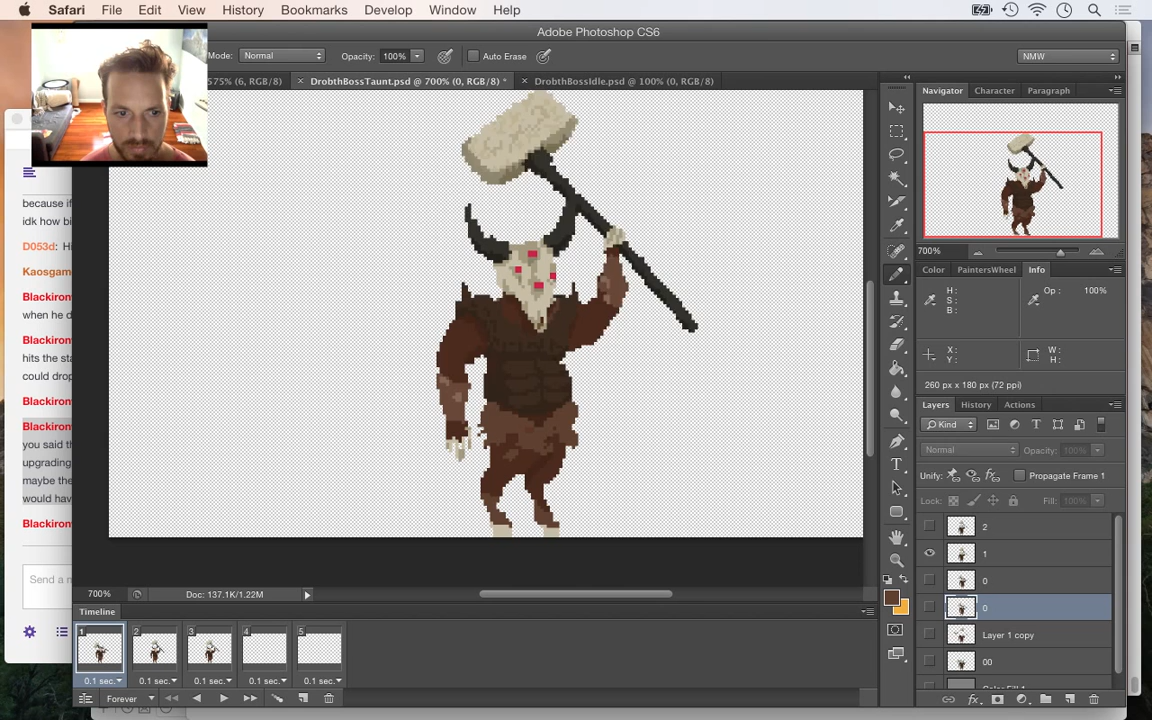 Safari File Edit View History Bookmarks Develop Window Help
Adobe Photoshop CS6
Mode: Normal Opacity: 100% Auto Erase NMW
575% (6, RGB/8) × DrobthBossTaunt.psd @ 700% (0, RGB/8) * × DrobthBossIdle.psd @ 100% (0, RGB/8)
Navigator Character Paragraph
700%
Color PaintersWheel Info
H: Op: 100%
S:
B:
X: W:
Y: H:
260 px x 180 px (72 ppi)
Layers History Actions
Kind
Normal Opacity: 100%
Unify: Propagate Frame 1
Lock: Fill: 100%
2
1
0
0
Layer 1 copy
00
Color Fill 1
because if
idk how bi
D053d: Hi
Kaosgam
Blackiron
when he d
Blackiron
hits the sta
could drop
Blackiron
Blackiron
you said th
upgrading
maybe the
would hav
Blackiron
Send a m
700% Doc: 137.1K/1.22M
Timeline
1 2 3 4 5
0.1 sec. 0.1 sec. 0.1 sec. 0.1 sec. 0.1 sec.
Forever